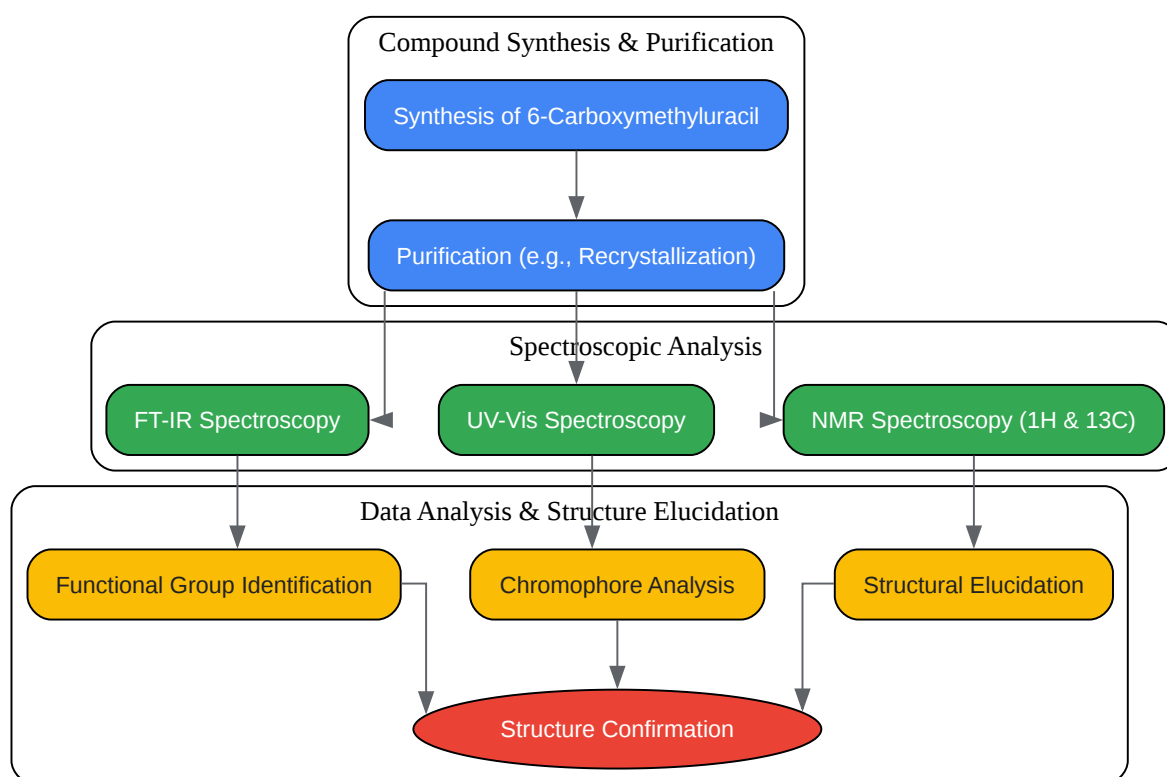 Compound Synthesis & Purification
Synthesis of 6-Carboxymethyluracil
Purification (e.g., Recrystallization)
Spectroscopic Analysis
FT-IR Spectroscopy
UV-Vis Spectroscopy
NMR Spectroscopy (1H & 13C)
Data Analysis & Structure Elucidation
Functional Group Identification
Chromophore Analysis
Structural Elucidation
Structure Confirmation